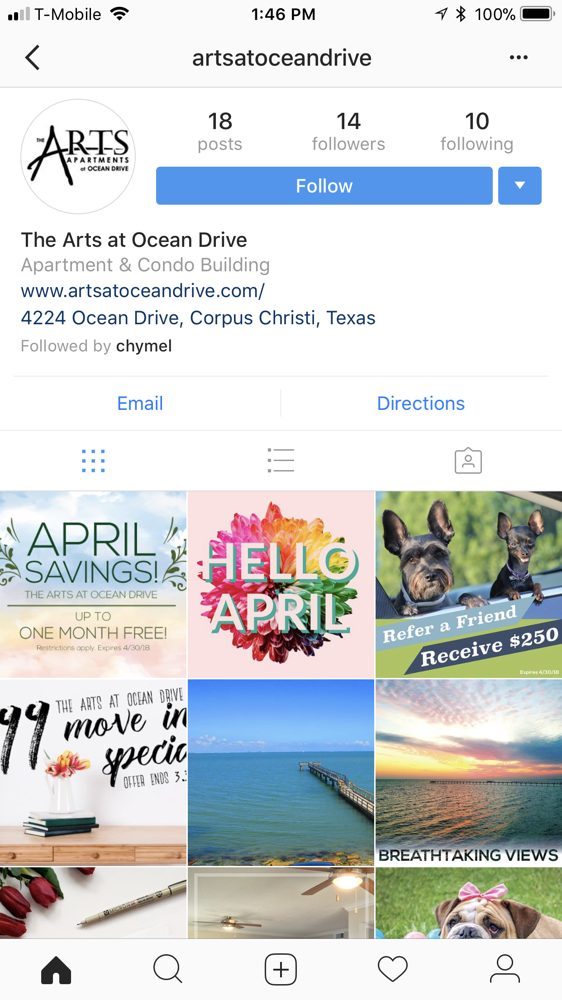 T-Mobile 1:46 PM 100%
artsatoceandrive
THE ARTS
APARTMENTS
at OCEAN DRIVE
18 14 10
posts followers following
Follow
The Arts at Ocean Drive
Apartment & Condo Building
www.artsatoceandrive.com/
4224 Ocean Drive, Corpus Christi, Texas
Followed by chymel
Email Directions
APRIL
SAVINGS!
THE ARTS AT OCEAN DRIVE
UP TO
ONE MONTH FREE!
Restrictions apply. Expires 4/30/18
HELLO
APRIL
Refer a Friend
Receive $250
Expires 4/30/18
99
THE ARTS AT OCEAN DRIVE
move in
specia
OFFER ENDS 3.3
BREATHTAKING VIEWS
MICRON